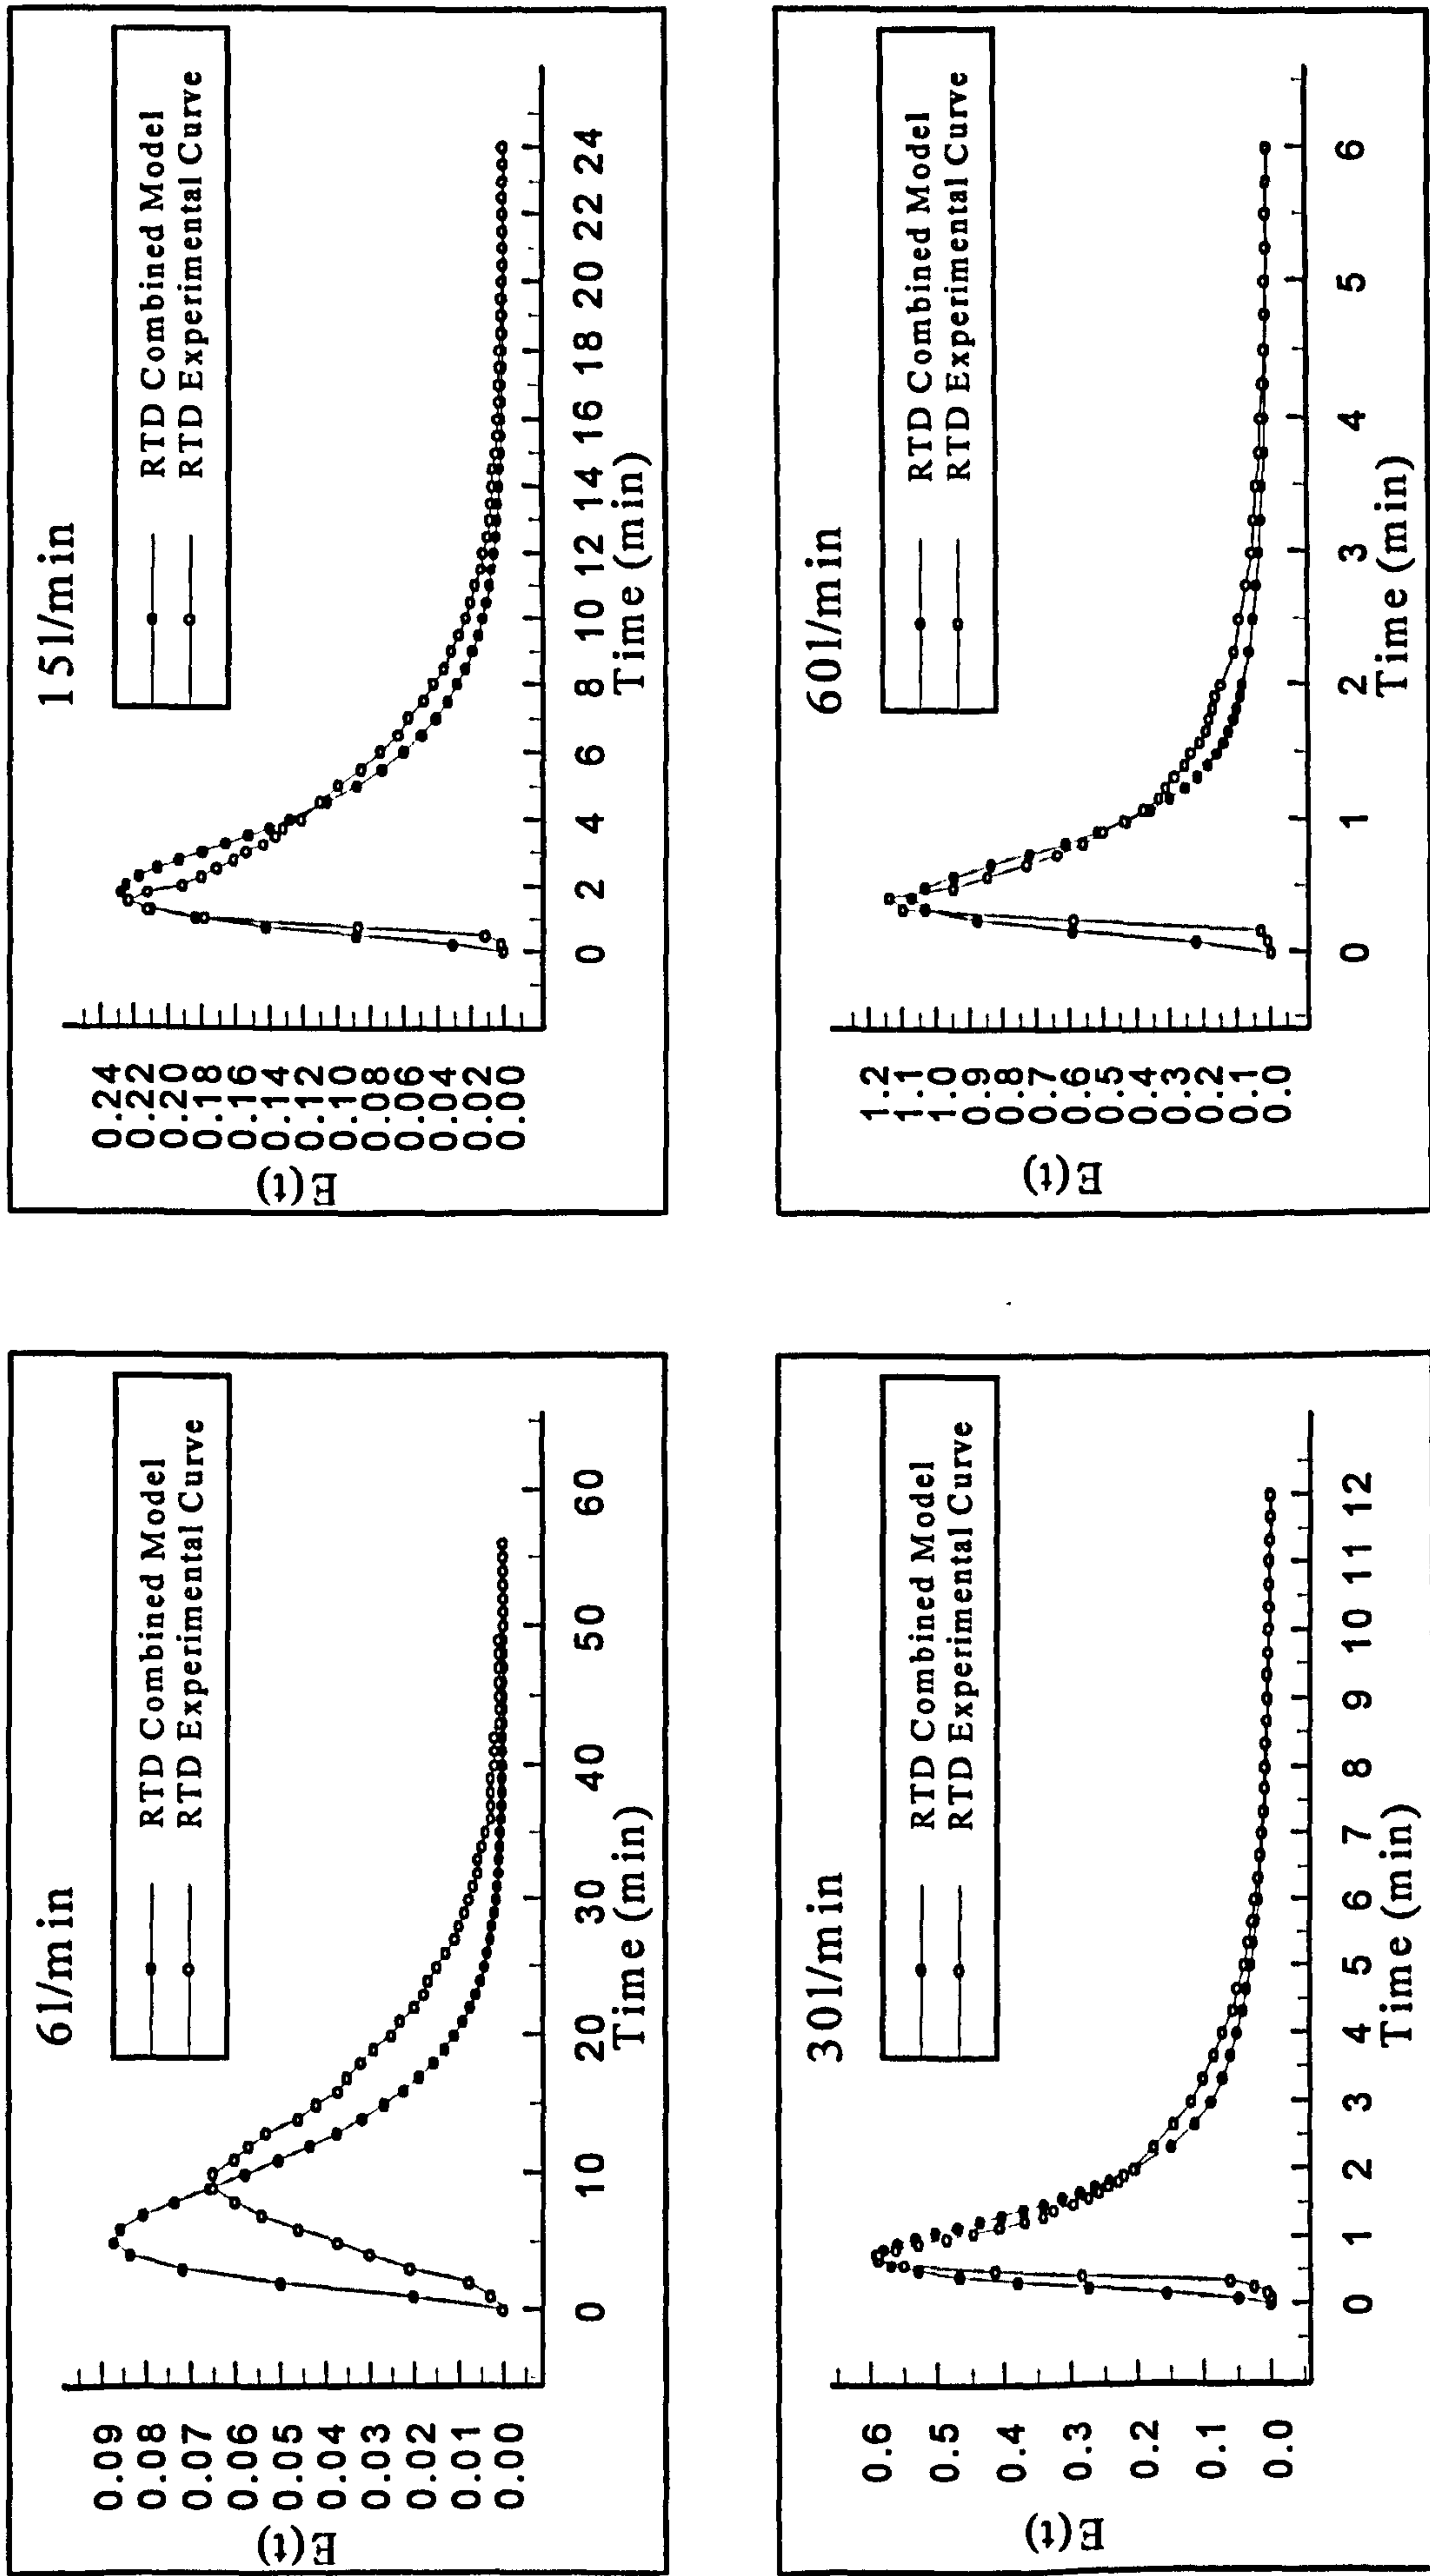 6l/min
RTD Combined Model
RTD Experimental Curve
E(t)
0.09
0.08
0.07
0.06
0.05
0.04
0.03
0.02
0.01
0.00
0 10 20 30 40 50 60
Time (min)
15l/min
RTD Combined Model
RTD Experimental Curve
E(t)
0.24
0.22
0.20
0.18
0.16
0.14
0.12
0.10
0.08
0.06
0.04
0.02
0.00
0 2 4 6 8 10 12 14 16 18 20 22 24
Time (min)
30l/min
RTD Combined Model
RTD Experimental Curve
E(t)
0.6
0.5
0.4
0.3
0.2
0.1
0.0
0 1 2 3 4 5 6 7 8 9 10 11 12
Time (min)
60l/min
RTD Combined Model
RTD Experimental Curve
E(t)
1.2
1.1
1.0
0.9
0.8
0.7
0.6
0.5
0.4
0.3
0.2
0.1
0.0
0 1 2 3 4 5 6
Time (min)